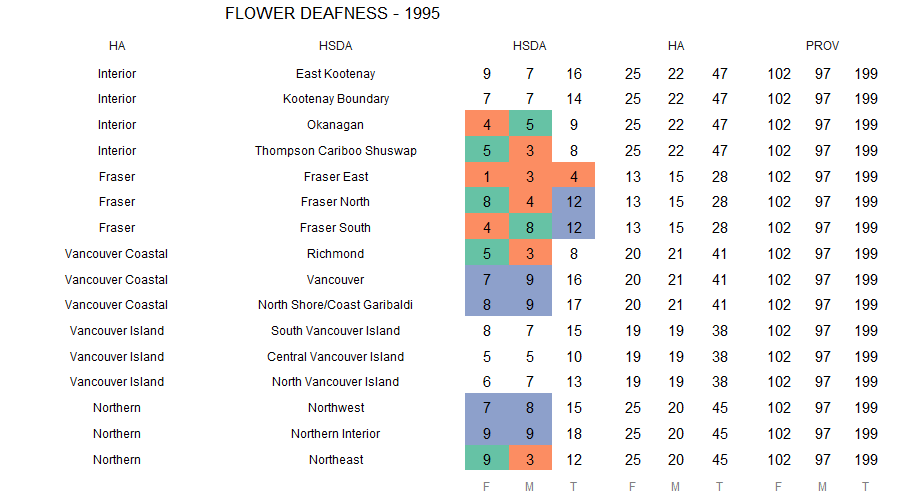 FLOWER DEAFNESS - 1995
HA HSDA HSDA HA PROV
Interior East Kootenay 9 7 16 25 22 47 102 97 199
Interior Kootenay Boundary 7 7 14 25 22 47 102 97 199
Interior Okanagan 4 5 9 25 22 47 102 97 199
Interior Thompson Cariboo Shuswap 5 3 8 25 22 47 102 97 199
Fraser Fraser East 1 3 4 13 15 28 102 97 199
Fraser Fraser North 8 4 12 13 15 28 102 97 199
Fraser Fraser South 4 8 12 13 15 28 102 97 199
Vancouver Coastal Richmond 5 3 8 20 21 41 102 97 199
Vancouver Coastal Vancouver 7 9 16 20 21 41 102 97 199
Vancouver Coastal North Shore/Coast Garibaldi 8 9 17 20 21 41 102 97 199
Vancouver Island South Vancouver Island 8 7 15 19 19 38 102 97 199
Vancouver Island Central Vancouver Island 5 5 10 19 19 38 102 97 199
Vancouver Island North Vancouver Island 6 7 13 19 19 38 102 97 199
Northern Northwest 7 8 15 25 20 45 102 97 199
Northern Northern Interior 9 9 18 25 20 45 102 97 199
Northern Northeast 9 3 12 25 20 45 102 97 199
F M T F M T F M T